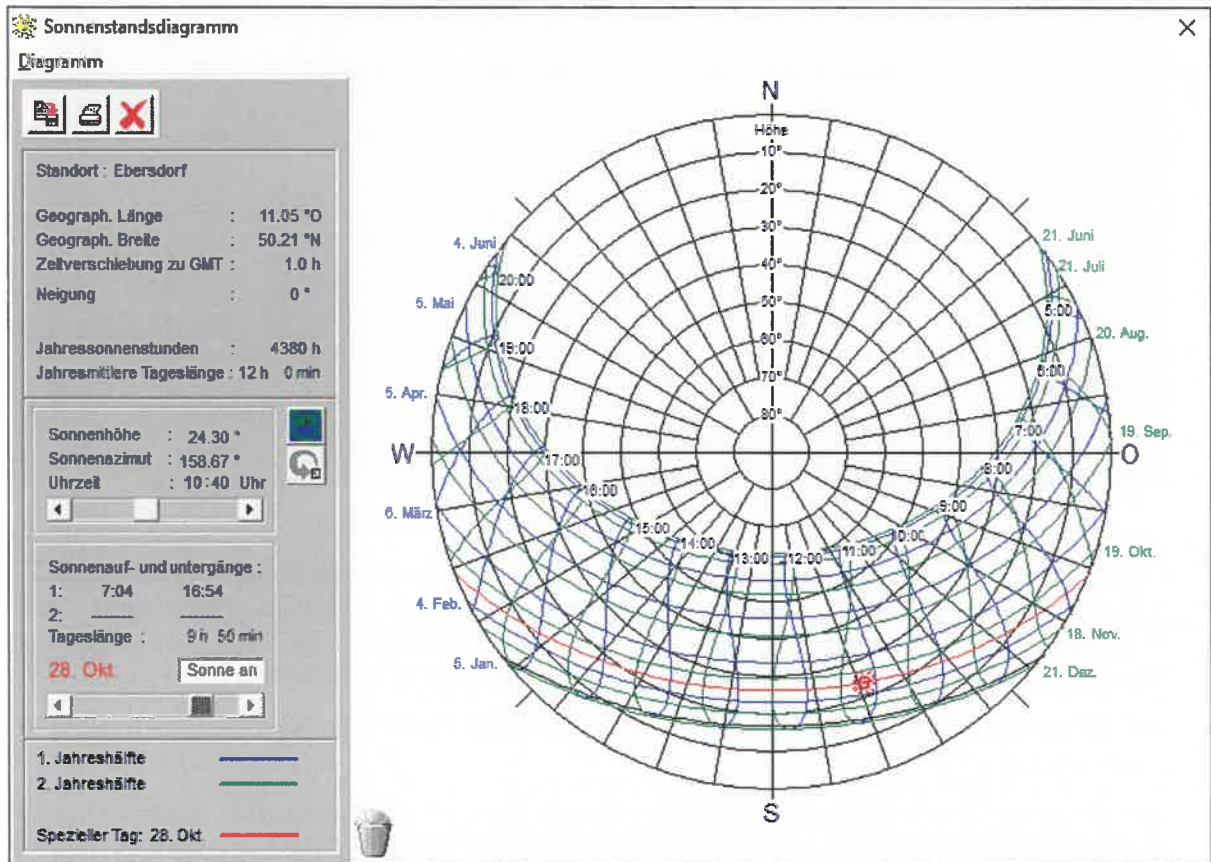 Sonnenstandsdiagramm
Diagramm
Standort : Ebersdorf
Geograph. Länge : 11.05 °O
Geograph. Breite : 50.21 °N
Zeitverschiebung zu GMT : 1.0 h
Neigung : 0 °
Jahressonnenstunden : 4380 h
Jahresmittlere Tageslänge : 12 h 0 min
Sonnenhöhe : 24.30 °
Sonnenazimut : 158.67 °
Uhrzeit : 10:40 Uhr
Sonnenauf- und untergänge :
1: 7:04 16:54
2: ------ ------
Tageslänge : 9 h 50 min
28. Okt. Sonne an
1. Jahreshälfte
2. Jahreshälfte
Spezieller Tag: 28. Okt.
N
Höhe
10°
20°
30°
40°
50°
60°
70°
80°
4. Juni
5. Mai
5. Apr.
W
6. März
4. Feb.
5. Jan.
21. Juni
21. Juli
20. Aug.
19. Sep.
O
19. Okt.
18. Nov.
21. Dez.
S
20:00
19:00
18:00
17:00
16:00
15:00
14:00
13:00
12:00
11:00
10:00
9:00
8:00
7:00
6:00
5:00